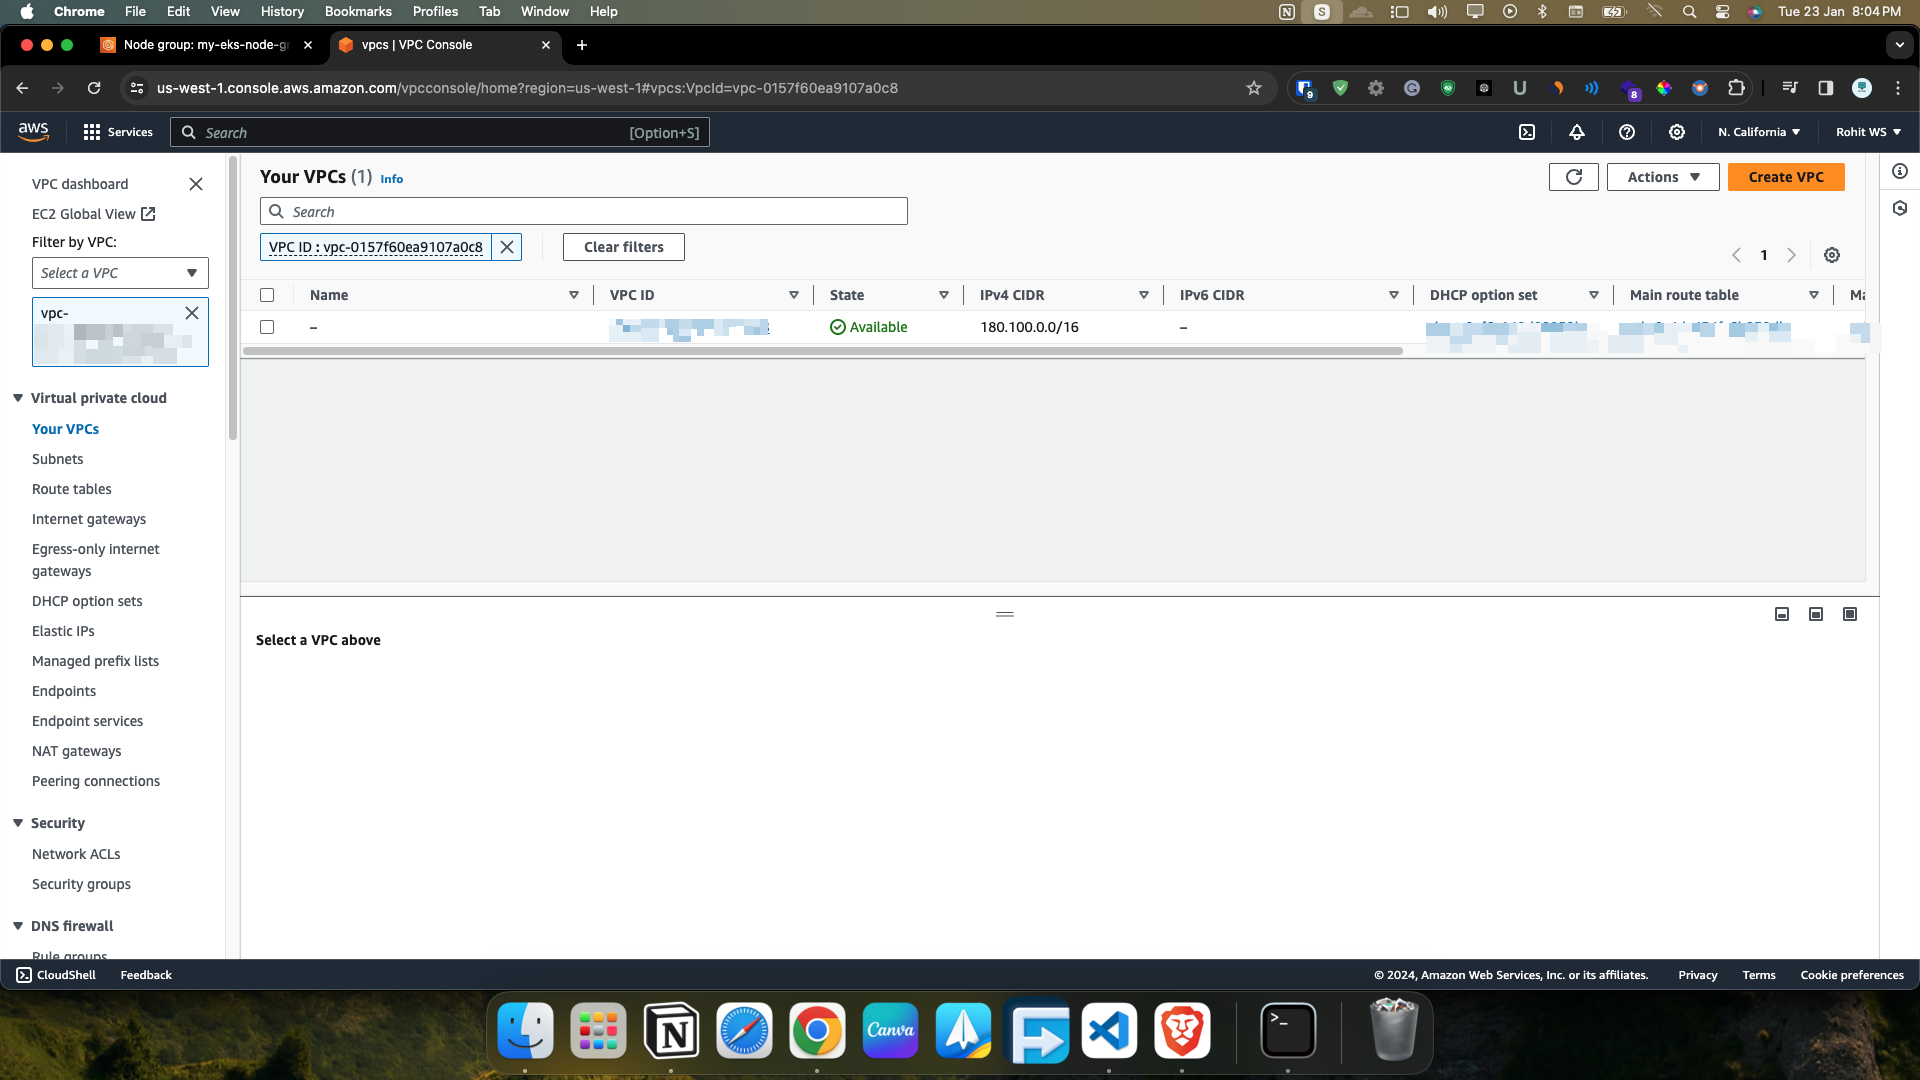 Chrome File Edit View History Bookmarks Profiles Tab Window Help
Tue 23 Jan 8:04 PM
Node group: my-eks-node-gr
vpcs | VPC Console
us-west-1.console.aws.amazon.com/vpcconsole/home?region=us-west-1#vpcs:VpcId=vpc-0157f60ea9107a0c8
9
8
aws
Services
Search
[Option+S]
N. California
Rohit WS
VPC dashboard
EC2 Global View
Filter by VPC:
Select a VPC
vpc-
Virtual private cloud
Your VPCs
Subnets
Route tables
Internet gateways
Egress-only internet
gateways
DHCP option sets
Elastic IPs
Managed prefix lists
Endpoints
Endpoint services
NAT gateways
Peering connections
Security
Network ACLs
Security groups
DNS firewall
Rule groups
Your VPCs (1) Info
Actions
Create VPC
Search
VPC ID : vpc-0157f60ea9107a0c8
Clear filters
1
Name VPC ID State IPv4 CIDR IPv6 CIDR DHCP option set Main route table Ma
– Available 180.100.0.0/16 –
Select a VPC above
CloudShell Feedback
© 2024, Amazon Web Services, Inc. or its affiliates. Privacy Terms Cookie preferences
Canva